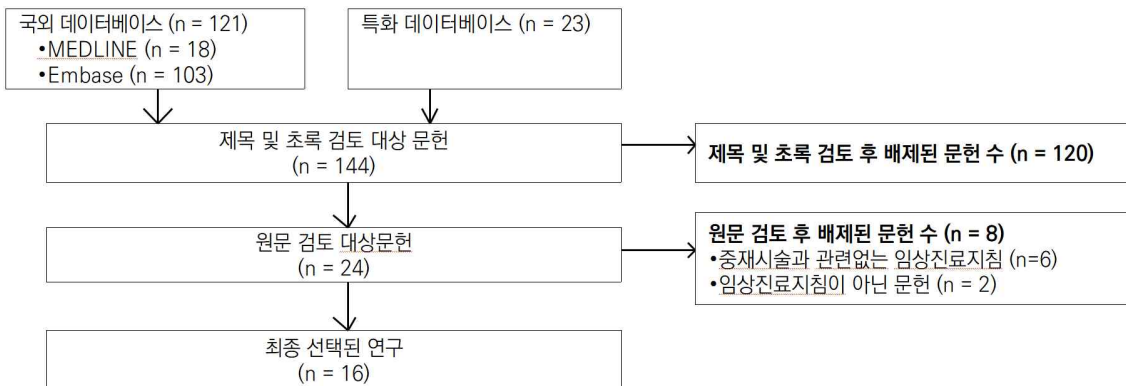 국외 데이터베이스 (n = 121)
•MEDLINE (n = 18)
•Embase (n = 103)
특화 데이터베이스 (n = 23)
제목 및 초록 검토 대상 문헌
(n = 144)
제목 및 초록 검토 후 배제된 문헌 수 (n = 120)
원문 검토 대상문헌
(n = 24)
원문 검토 후 배제된 문헌 수 (n = 8)
•중재시술과 관련없는 임상진료지침 (n=6)
•임상진료지침이 아닌 문헌 (n = 2)
최종 선택된 연구
(n = 16)